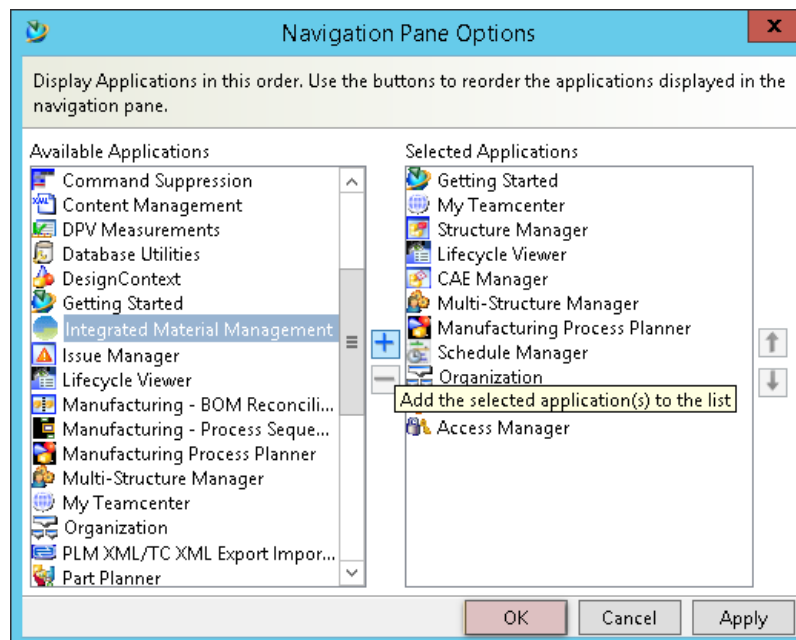 Navigation Pane Options
x
Display Applications in this order. Use the buttons to reorder the applications displayed in the
navigation pane.
Available Applications
Command Suppression
Content Management
DPV Measurements
Database Utilities
DesignContext
Getting Started
Integrated Material Management
Issue Manager
Lifecycle Viewer
Manufacturing - BOM Reconcili...
Manufacturing - Process Seque...
Manufacturing Process Planner
Multi-Structure Manager
My Teamcenter
Organization
PLM XML/TC XML Export Impor...
Part Planner
Selected Applications
Getting Started
My Teamcenter
Structure Manager
Lifecycle Viewer
CAE Manager
Multi-Structure Manager
Manufacturing Process Planner
Schedule Manager
Organization
Add the selected application(s) to the list
Access Manager
OK
Cancel
Apply